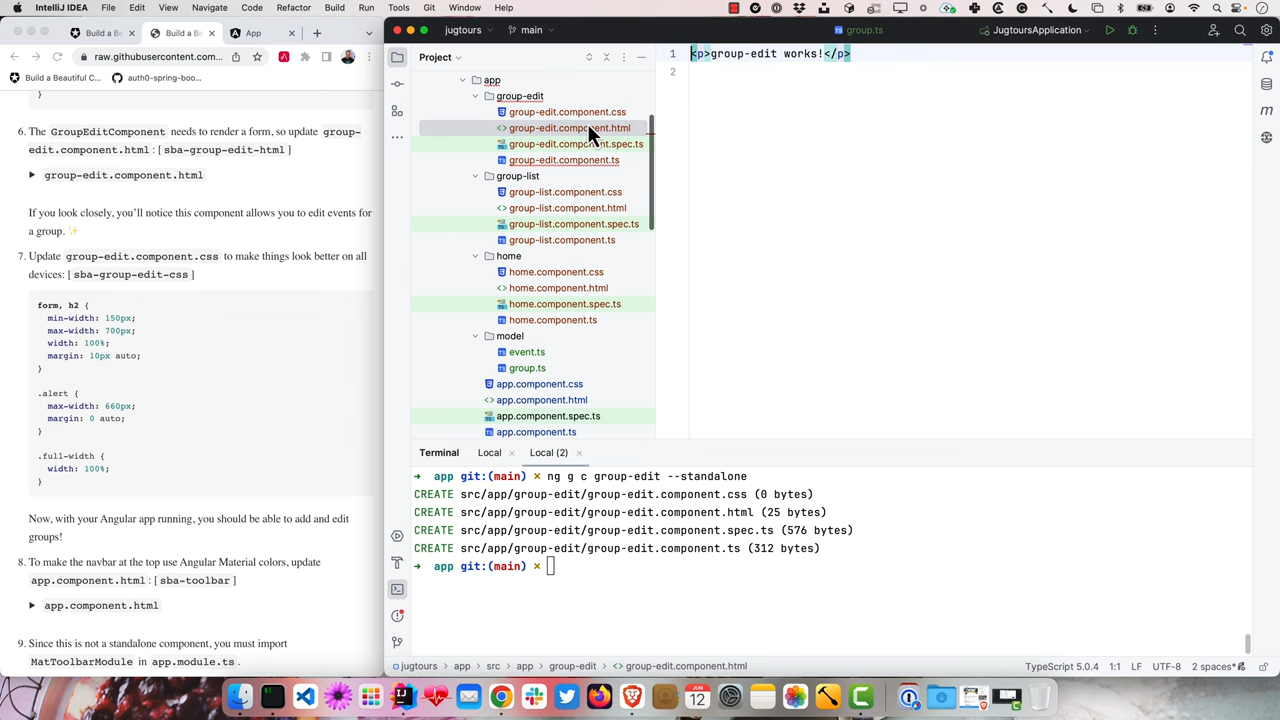 IntelliJ IDEA File Edit View Navigate Code Refactor Build Run Tools Git Window Help
Build a Be
Build a Be
App
raw.githubusercontent.com...
Build a Beautiful C...
auth0-spring-boo...
}
6. The GroupEditComponent needs to render a form, so update group-
edit.component.html : [ sba-group-edit-html ]
group-edit.component.html
If you look closely, you’ll notice this component allows you to edit events for
a group. ✨
7. Update group-edit.component.css to make things look better on all
devices: [ sba-group-edit-css ]
form, h2 {
min-width: 150px;
max-width: 700px;
width: 100%;
margin: 10px auto;
}
.alert {
max-width: 660px;
margin: 0 auto;
}
.full-width {
width: 100%;
}
Now, with your Angular app running, you should be able to add and edit
groups!
8. To make the navbar at the top use Angular Material colors, update
app.component.html : [ sba-toolbar ]
app.component.html
9. Since this is not a standalone component, you must import
MatToolbarModule in app.module.ts .
jugtours main group.ts JugtoursApplication
Project
app
group-edit
group-edit.component.css
group-edit.component.html
group-edit.component.spec.ts
group-edit.component.ts
group-list
group-list.component.css
group-list.component.html
group-list.component.spec.ts
group-list.component.ts
home
home.component.css
home.component.html
home.component.spec.ts
home.component.ts
model
event.ts
group.ts
app.component.css
app.component.html
app.component.spec.ts
app.component.ts
1 <p>group-edit works!</p>
2
Terminal Local × Local (2) ×
→ app git:(main) × ng g c group-edit --standalone
CREATE src/app/group-edit/group-edit.component.css (0 bytes)
CREATE src/app/group-edit/group-edit.component.html (25 bytes)
CREATE src/app/group-edit/group-edit.component.spec.ts (576 bytes)
CREATE src/app/group-edit/group-edit.component.ts (312 bytes)
→ app git:(main) ×
jugtours > app > src > app > group-edit > group-edit.component.html
TypeScript 5.0.4 1:1 LF UTF-8 2 spaces*
JUN
12